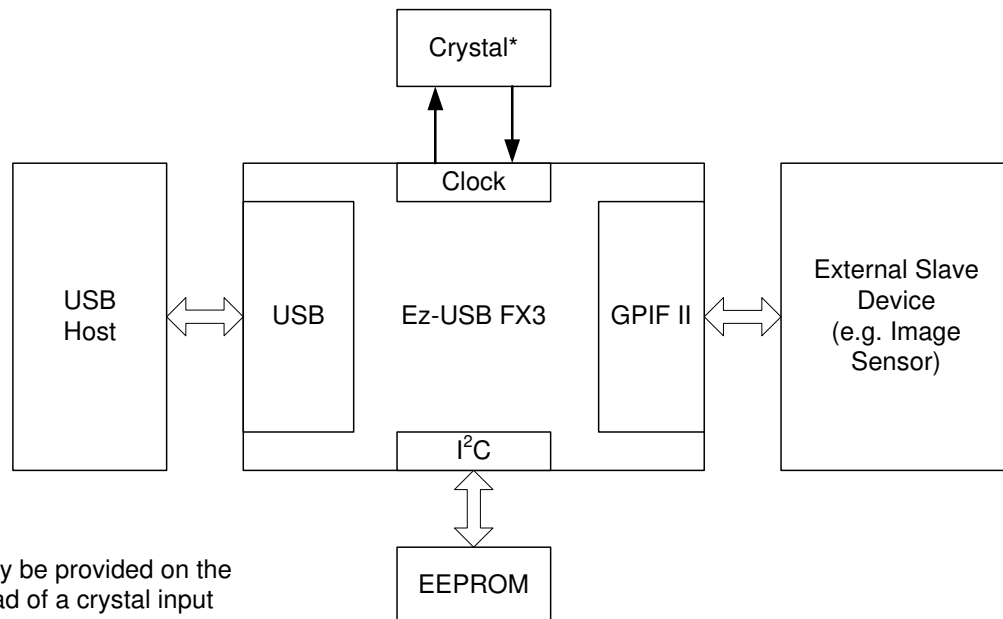 Crystal*
Clock
USB
Host
USB
Ez-USB FX3
GPIF II
External Slave
Device
(e.g. Image
Sensor)
I²C
EEPROM
be provided on the
of a crystal input